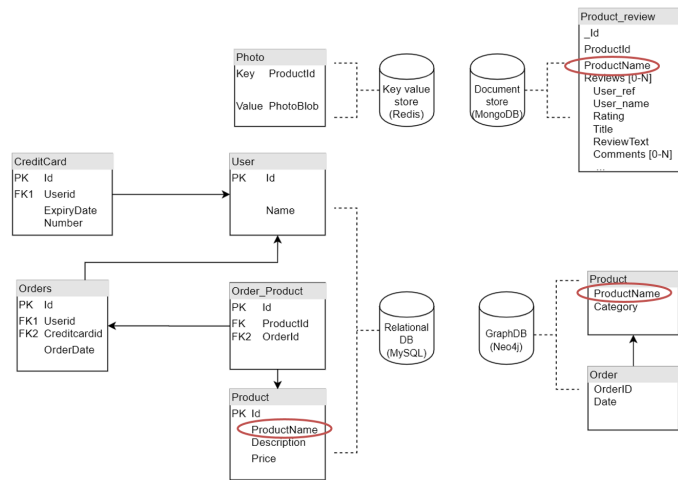 Product_review
_Id
ProductId
ProductName
Reviews [0-N]
User_ref
User_name
Rating
Title
ReviewText
Comments [0-N]
...
Photo
Key ProductId
Value PhotoBlob
Key value
store
(Redis)
Document
store
(MongoDB)
CreditCard
PK Id
FK1 Userid
ExpiryDate
Number
User
PK Id
Name
Orders
PK Id
FK1 Userid
FK2 Creditcardid
OrderDate
Order_Product
PK Id
FK ProductId
FK2 OrderId
Relational
DB
(MySQL)
GraphDB
(Neo4j)
Product
ProductName
Category
Order
OrderID
Date
Product
PK Id
ProductName
Description
Price